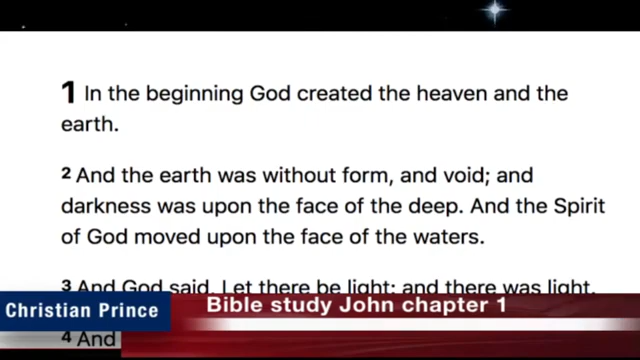 1 In the beginning God created the heaven and the
earth.
2 And the earth was without form, and void; and
darkness was upon the face of the deep. And the Spirit
of God moved upon the face of the waters.
3 And God said, Let there be light: and there was light.
4 And
Christian Prince
Bible study John chapter 1